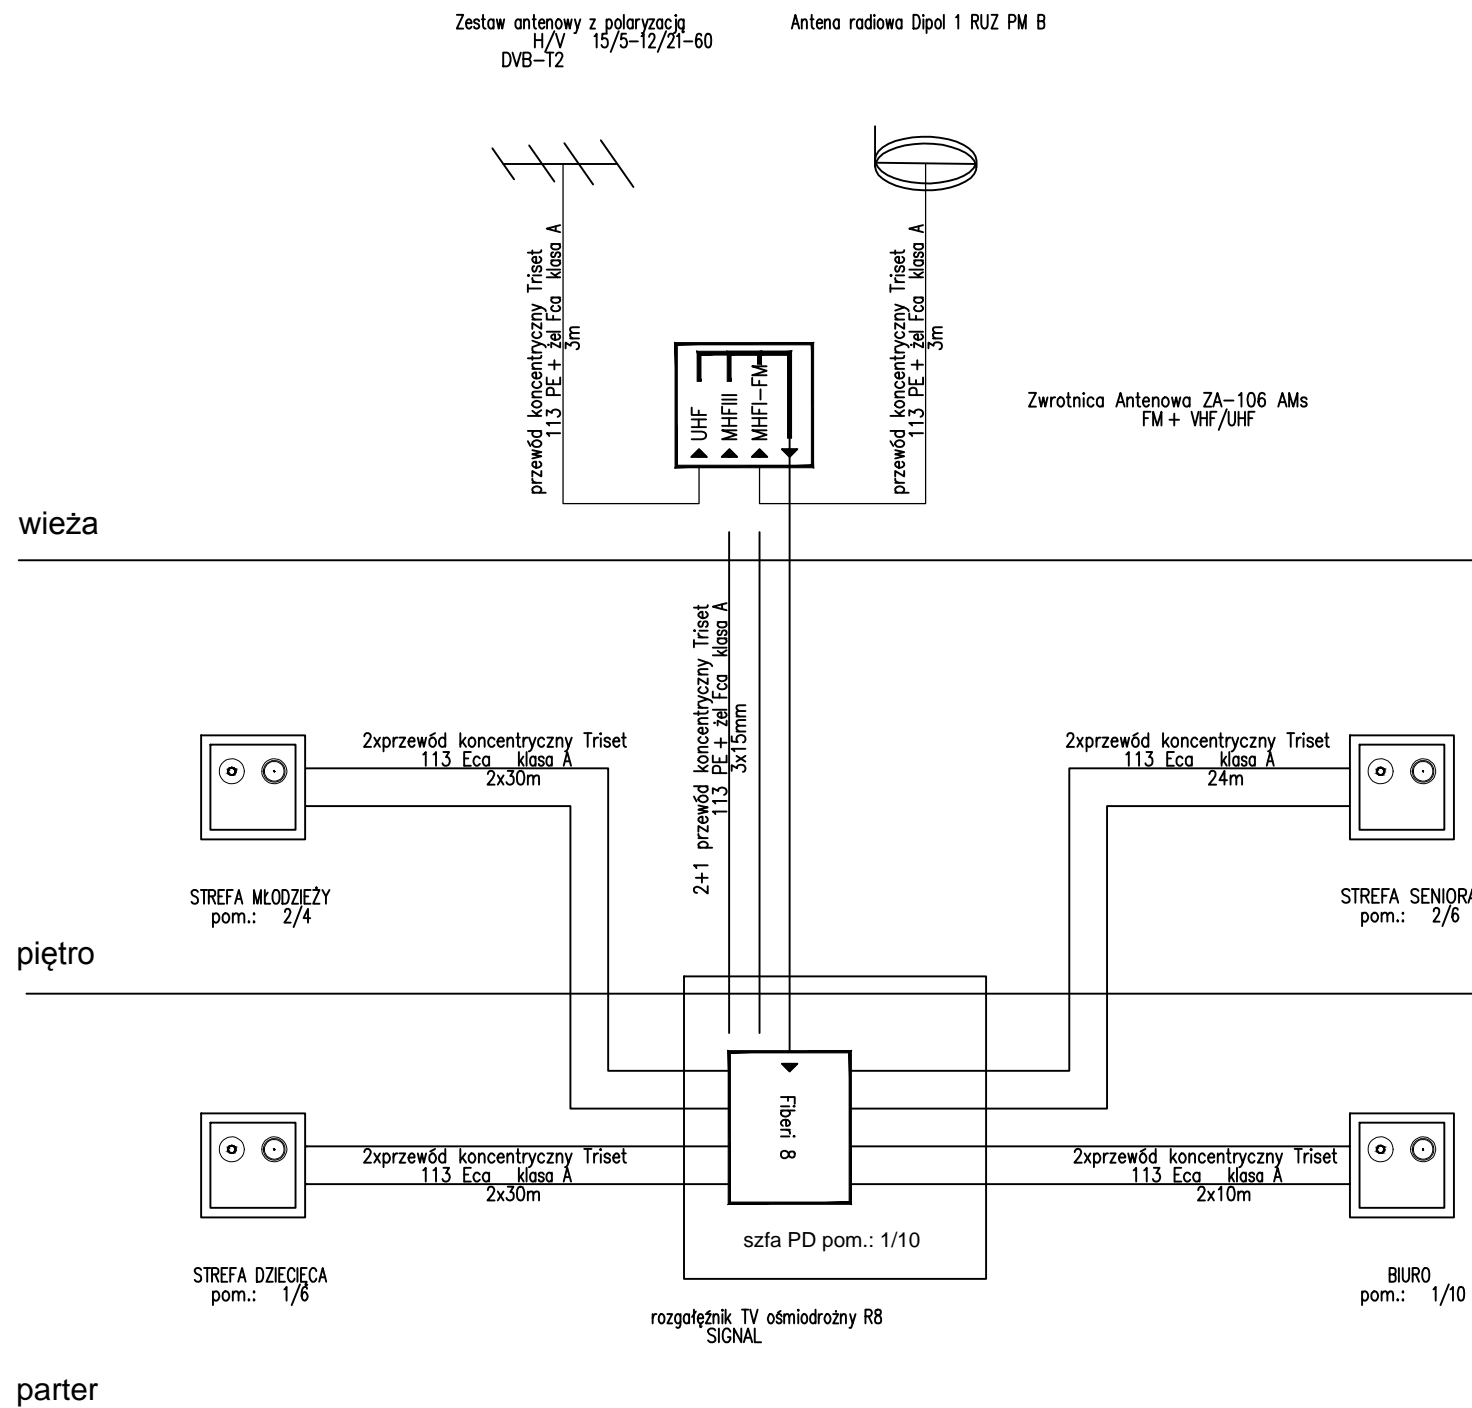 Zestaw antenowy z polaryzacją
H/V 15/5-12/21-60
DVB-T2
Antena radiowa Dipol 1 RUZ PM B
przewód koncentryczny Triset
113 PE + żel Fca klasa A
3m
przewód koncentryczny Triset
113 PE + żel Fca klasa A
3m
UHF
MHFIII
MHFI-FM
Zwrotnica Antenowa ZA-106 AMs
FM + VHF/UHF
wieża
2+1 przewód koncentryczny Triset
113 PE + żel Fca klasa A
3x15mm
2xprzewód koncentryczny Triset
113 Eca klasa A
2x30m
2xprzewód koncentryczny Triset
113 Eca klasa A
24m
STREFA MŁODZIEŻY
pom.: 2/4
STREFA SENIORA
pom.: 2/6
piętro
Fiberi 8
2xprzewód koncentryczny Triset
113 Eca klasa A
2x30m
2xprzewód koncentryczny Triset
113 Eca klasa A
2x10m
szfa PD pom.: 1/10
STREFA DZIECIĘCA
pom.: 1/6
BIURO
pom.: 1/10
rozgałęźnik TV ośmiodrożny R8
SIGNAL
parter